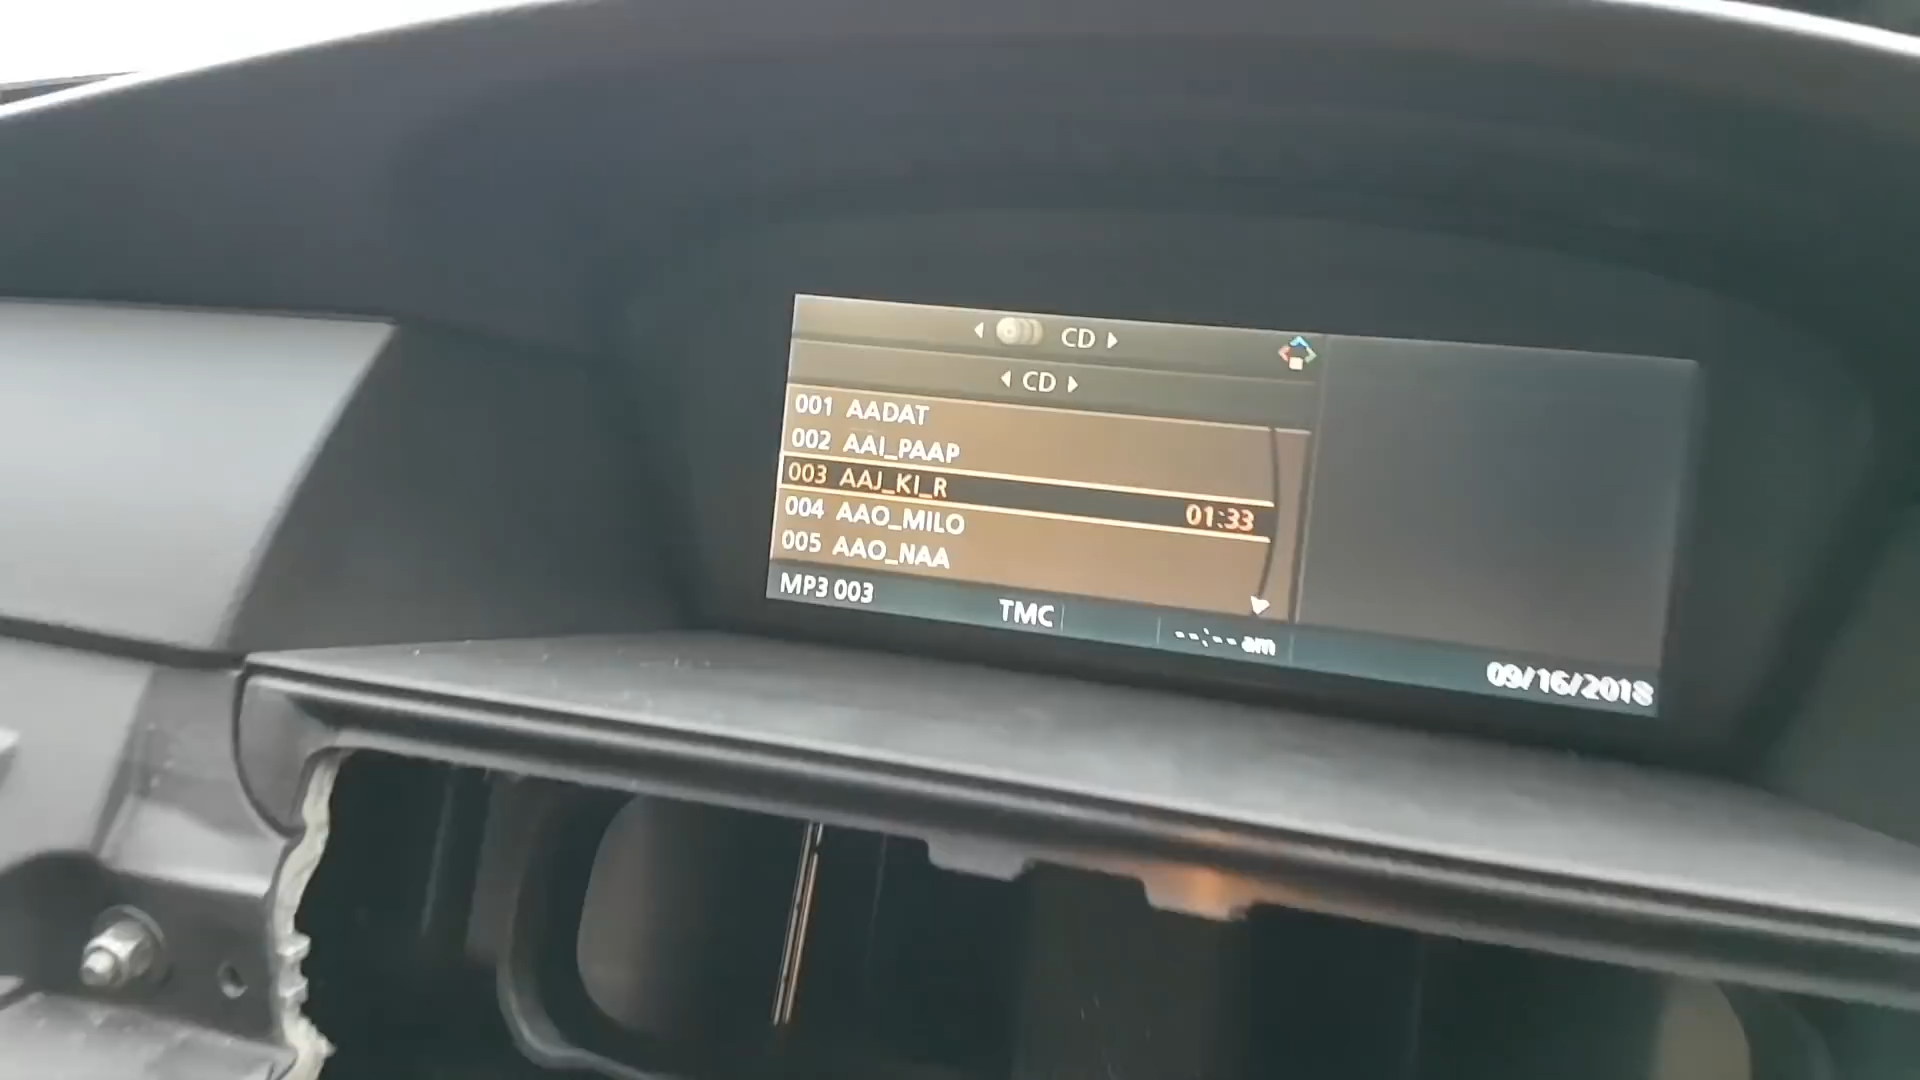 CD
CD
001 AADAT
002 AAI_PAAP
003 AAJ_KI_R 01:33
004 AAO_MILO
005 AAO_NAA
MP3 003 TMC --:-- am 09/16/2018